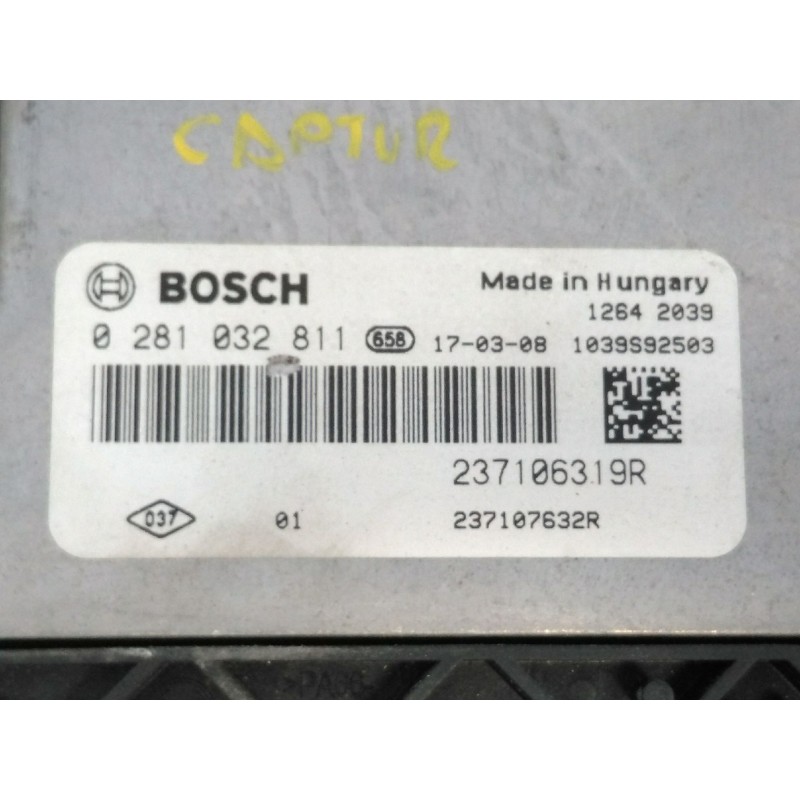 CAPTUR
BOSCH Made in Hungary
1264 2039
0 281 032 811 658 17-03-08 1039S92503
237106319R
037 01 237107632R